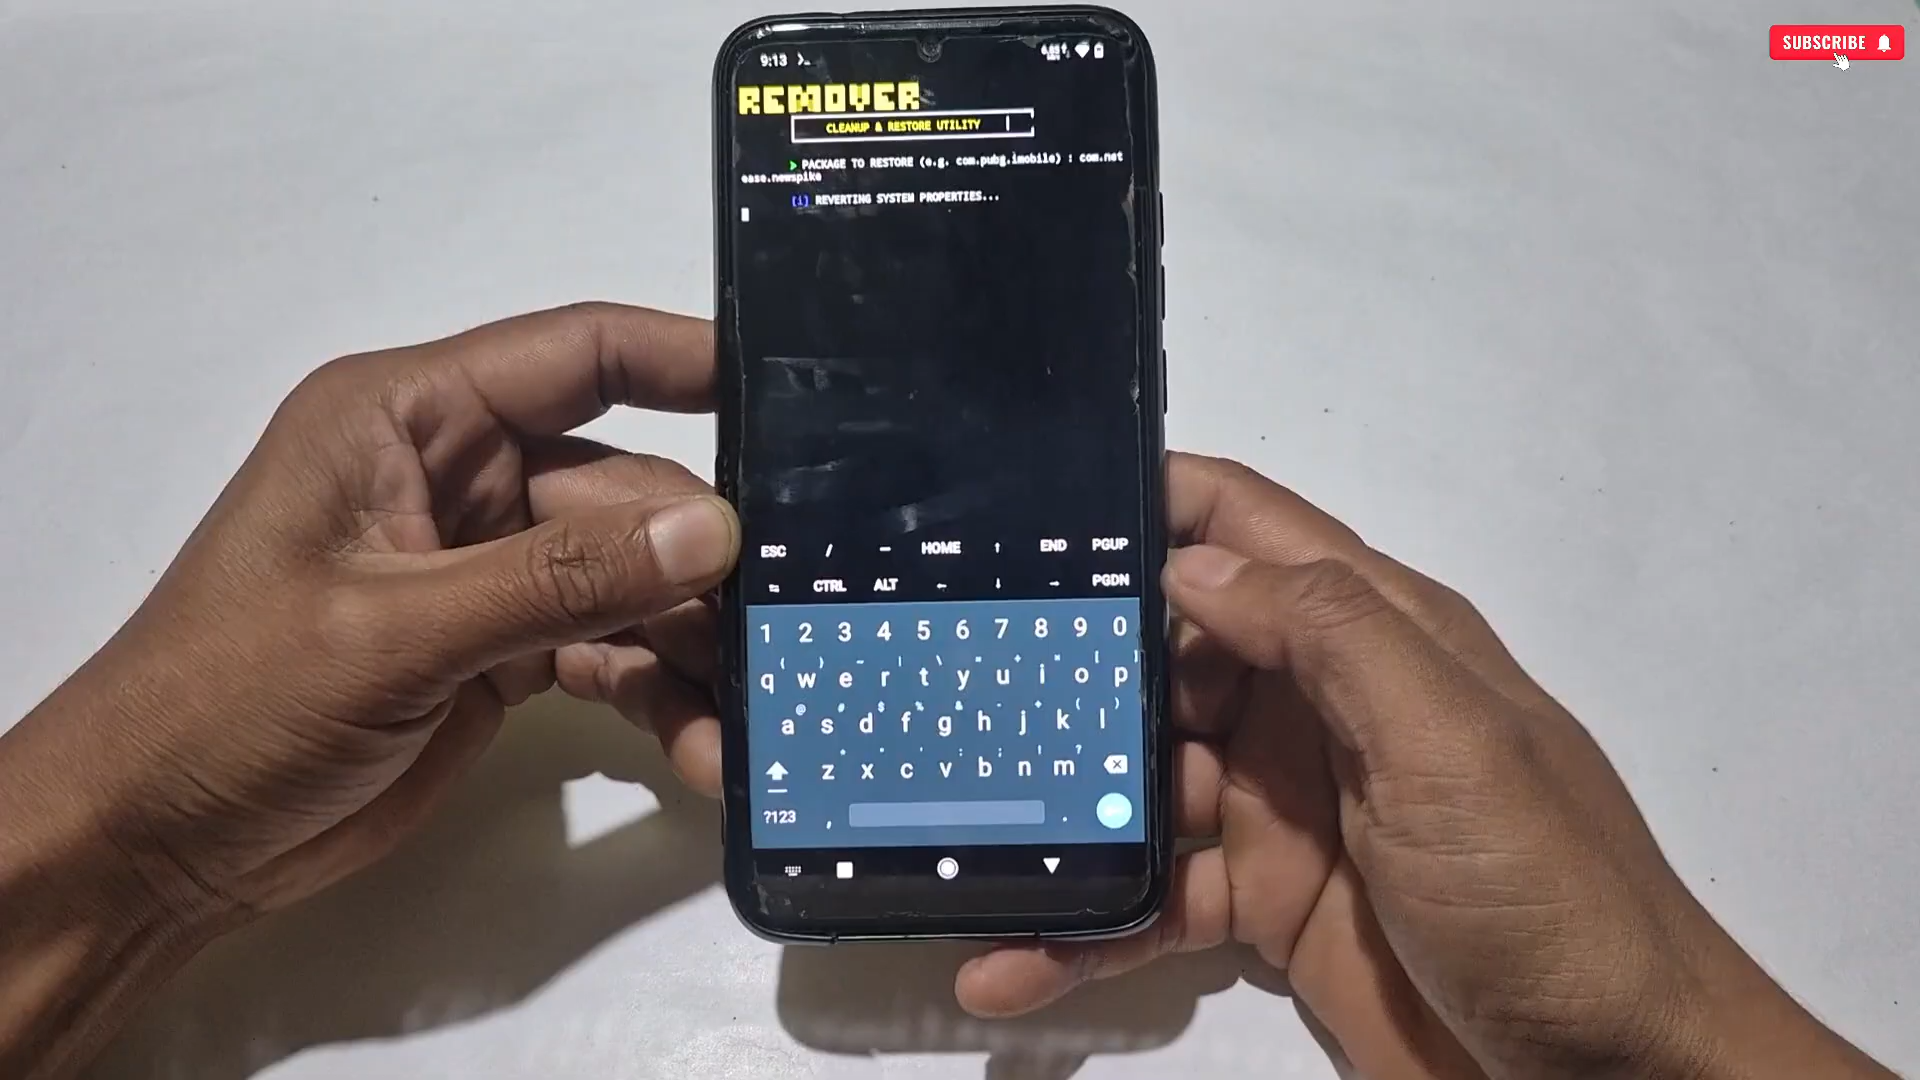 SUBSCRIBE
9:13
REMOVER
CLEANUP & RESTORE UTILITY
> PACKAGE TO RESTORE (e.g. com.pubg.imobile) : com.net
ease.newspike
[i] REVERTING SYSTEM PROPERTIES...
ESC / — HOME ↑ END PGUP
⇆ CTRL ALT ← ↓ → PGDN
1 2 3 4 5 6 7 8 9 0
q w e r t y u i o p
a s d f g h j k l
z x c v b n m
?123 , .